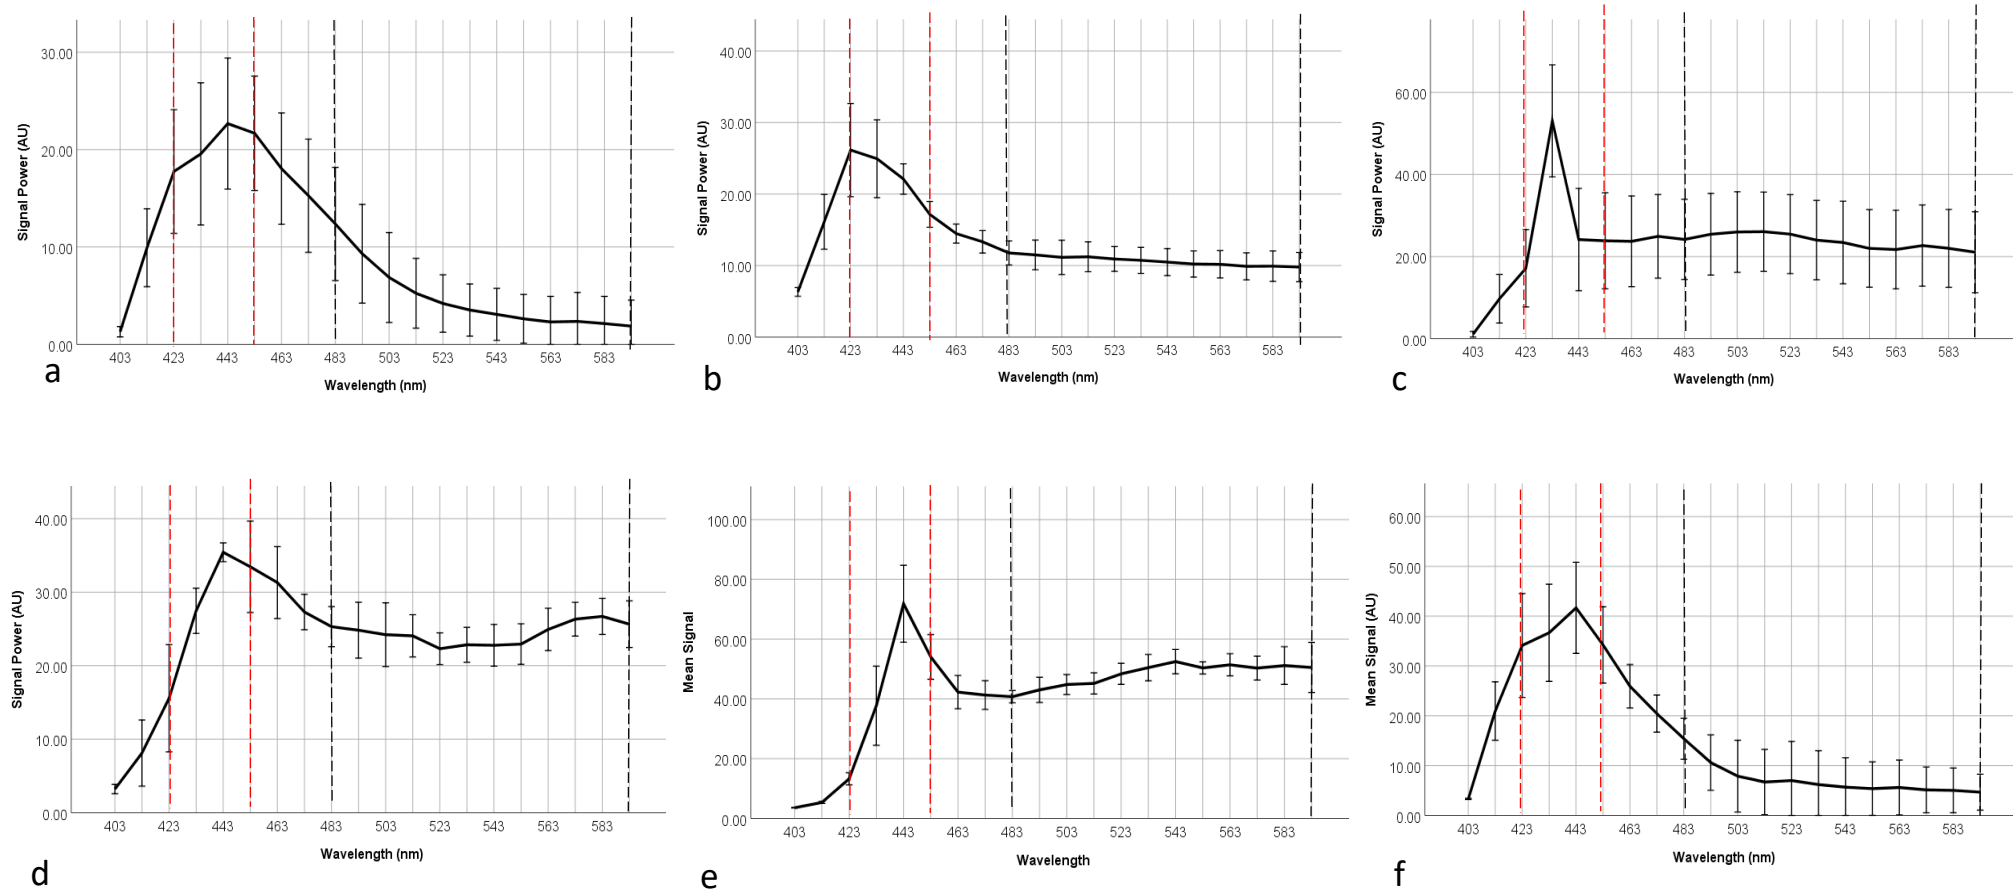 30.00
20.00
10.00
0.00
Signal Power (AU)
403 423 443 463 483 503 523 543 563 583
Wavelength (nm)
a
40.00
30.00
20.00
10.00
0.00
Signal Power (AU)
403 423 443 463 483 503 523 543 563 583
Wavelength (nm)
b
60.00
40.00
20.00
0.00
Signal Power (AU)
403 423 443 463 483 503 523 543 563 583
Wavelength (nm)
c
40.00
30.00
20.00
10.00
0.00
Signal Power (AU)
403 423 443 463 483 503 523 543 563 583
Wavelength (nm)
d
100.00
80.00
60.00
40.00
20.00
0.00
Mean Signal
403 423 443 463 483 503 523 543 563 583
Wavelength
e
60.00
50.00
40.00
30.00
20.00
10.00
0.00
Mean Signal (AU)
403 423 443 463 483 503 523 543 563 583
Wavelength (nm)
f